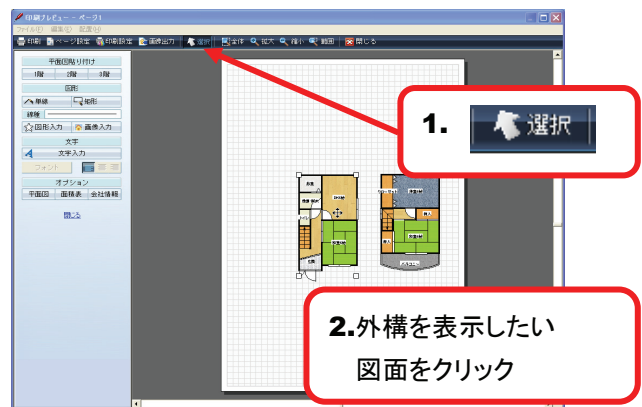 印刷プレビュー - ページ1
ファイル(F) 編集(E) 配置(H)
印刷 ページ設定 印刷設定 画像出力 選択 全体 拡大 縮小 範囲 閉じる
平面図貼り付け
1階 2階 3階
図形
単線 矩形
線種
図形入力 画像入力
文字
文字入力
フォント
オプション
平面図 面積表 会社情報
閉じる
1. 選択
2.外構を表示したい
図面をクリック